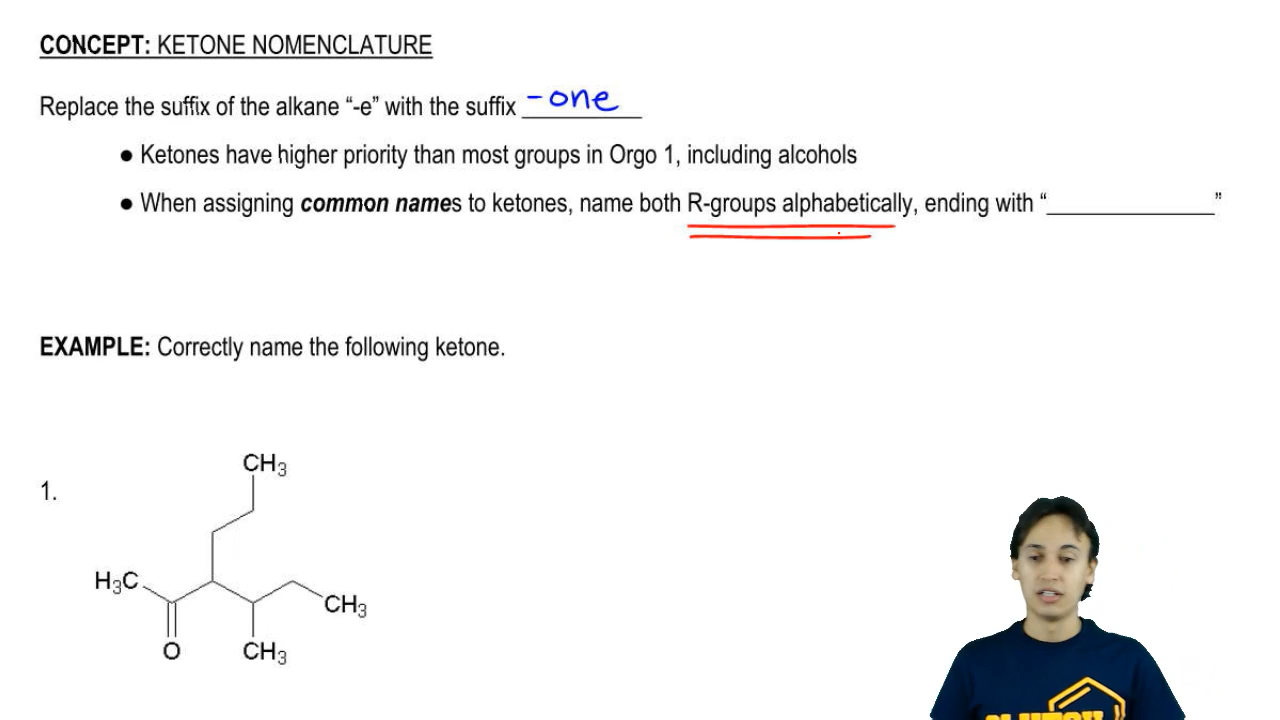 CONCEPT: KETONE NOMENCLATURE
Replace the suffix of the alkane “-e” with the suffix -one
● Ketones have higher priority than most groups in Orgo 1, including alcohols
● When assigning common names to ketones, name both R-groups alphabetically, ending with “______________”
EXAMPLE: Correctly name the following ketone.
CH3
1.
H3C
CH3
O
CH3